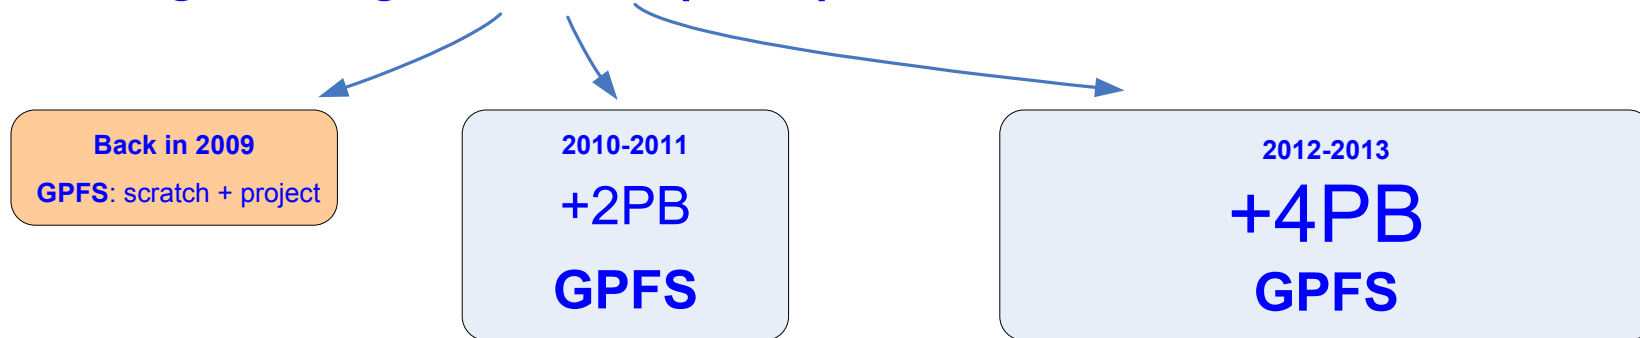 Back in 2009
GPFS: scratch + project
2010-2011
+2PB
GPFS
2012-2013
+4PB
GPFS